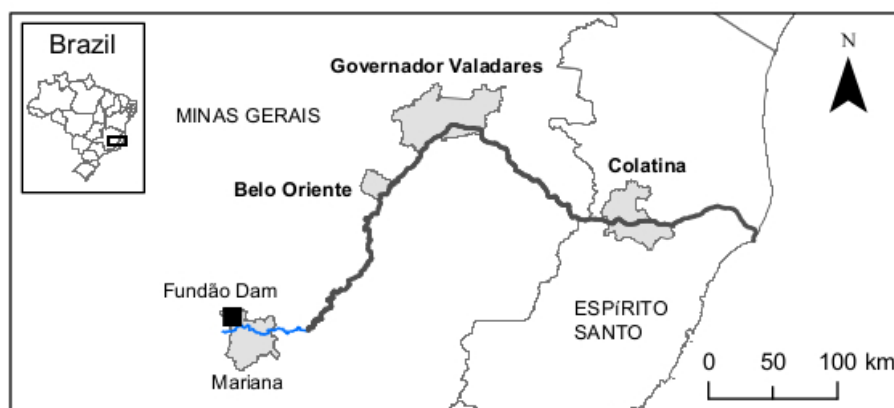 Brazil
N
Governador Valadares
MINAS GERAIS
Colatina
Belo Oriente
Fundão Dam
ESPíRITO
SANTO
Mariana
0 50 100 km